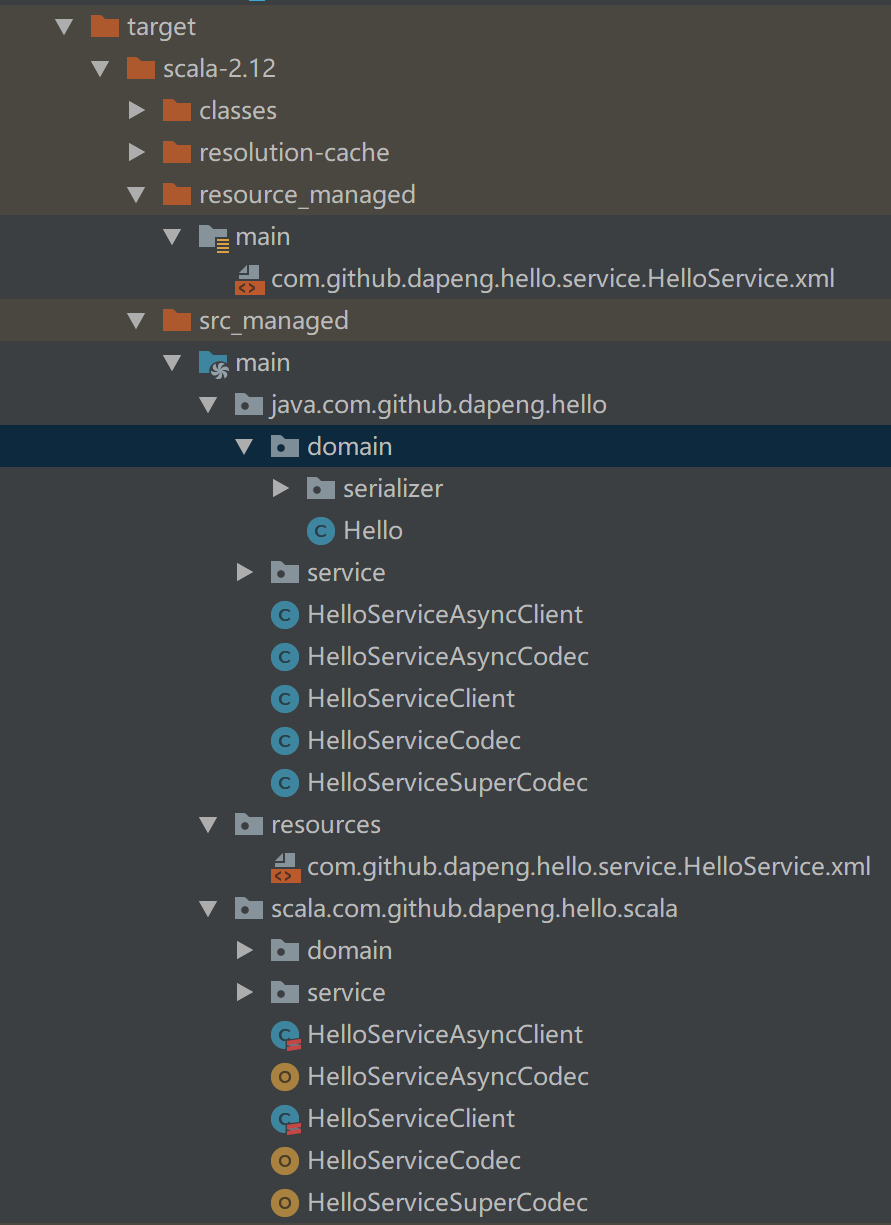 target
scala-2.12
classes
resolution-cache
resource_managed
main
com.github.dapeng.hello.service.HelloService.xml
src_managed
main
java.com.github.dapeng.hello
domain
serializer
C Hello
service
C HelloServiceAsyncClient
C HelloServiceAsyncCodec
C HelloServiceClient
C HelloServiceCodec
C HelloServiceSuperCodec
resources
com.github.dapeng.hello.service.HelloService.xml
scala.com.github.dapeng.hello.scala
domain
service
C HelloServiceAsyncClient
O HelloServiceAsyncCodec
C HelloServiceClient
O HelloServiceCodec
O HelloServiceSuperCodec